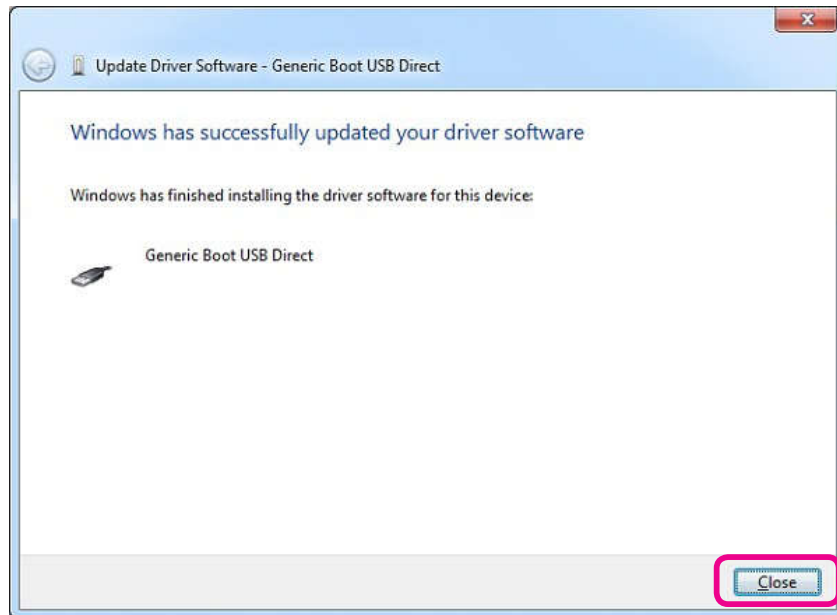 Update Driver Software - Generic Boot USB Direct
Windows has successfully updated your driver software
Windows has finished installing the driver software for this device:
Generic Boot USB Direct
Close